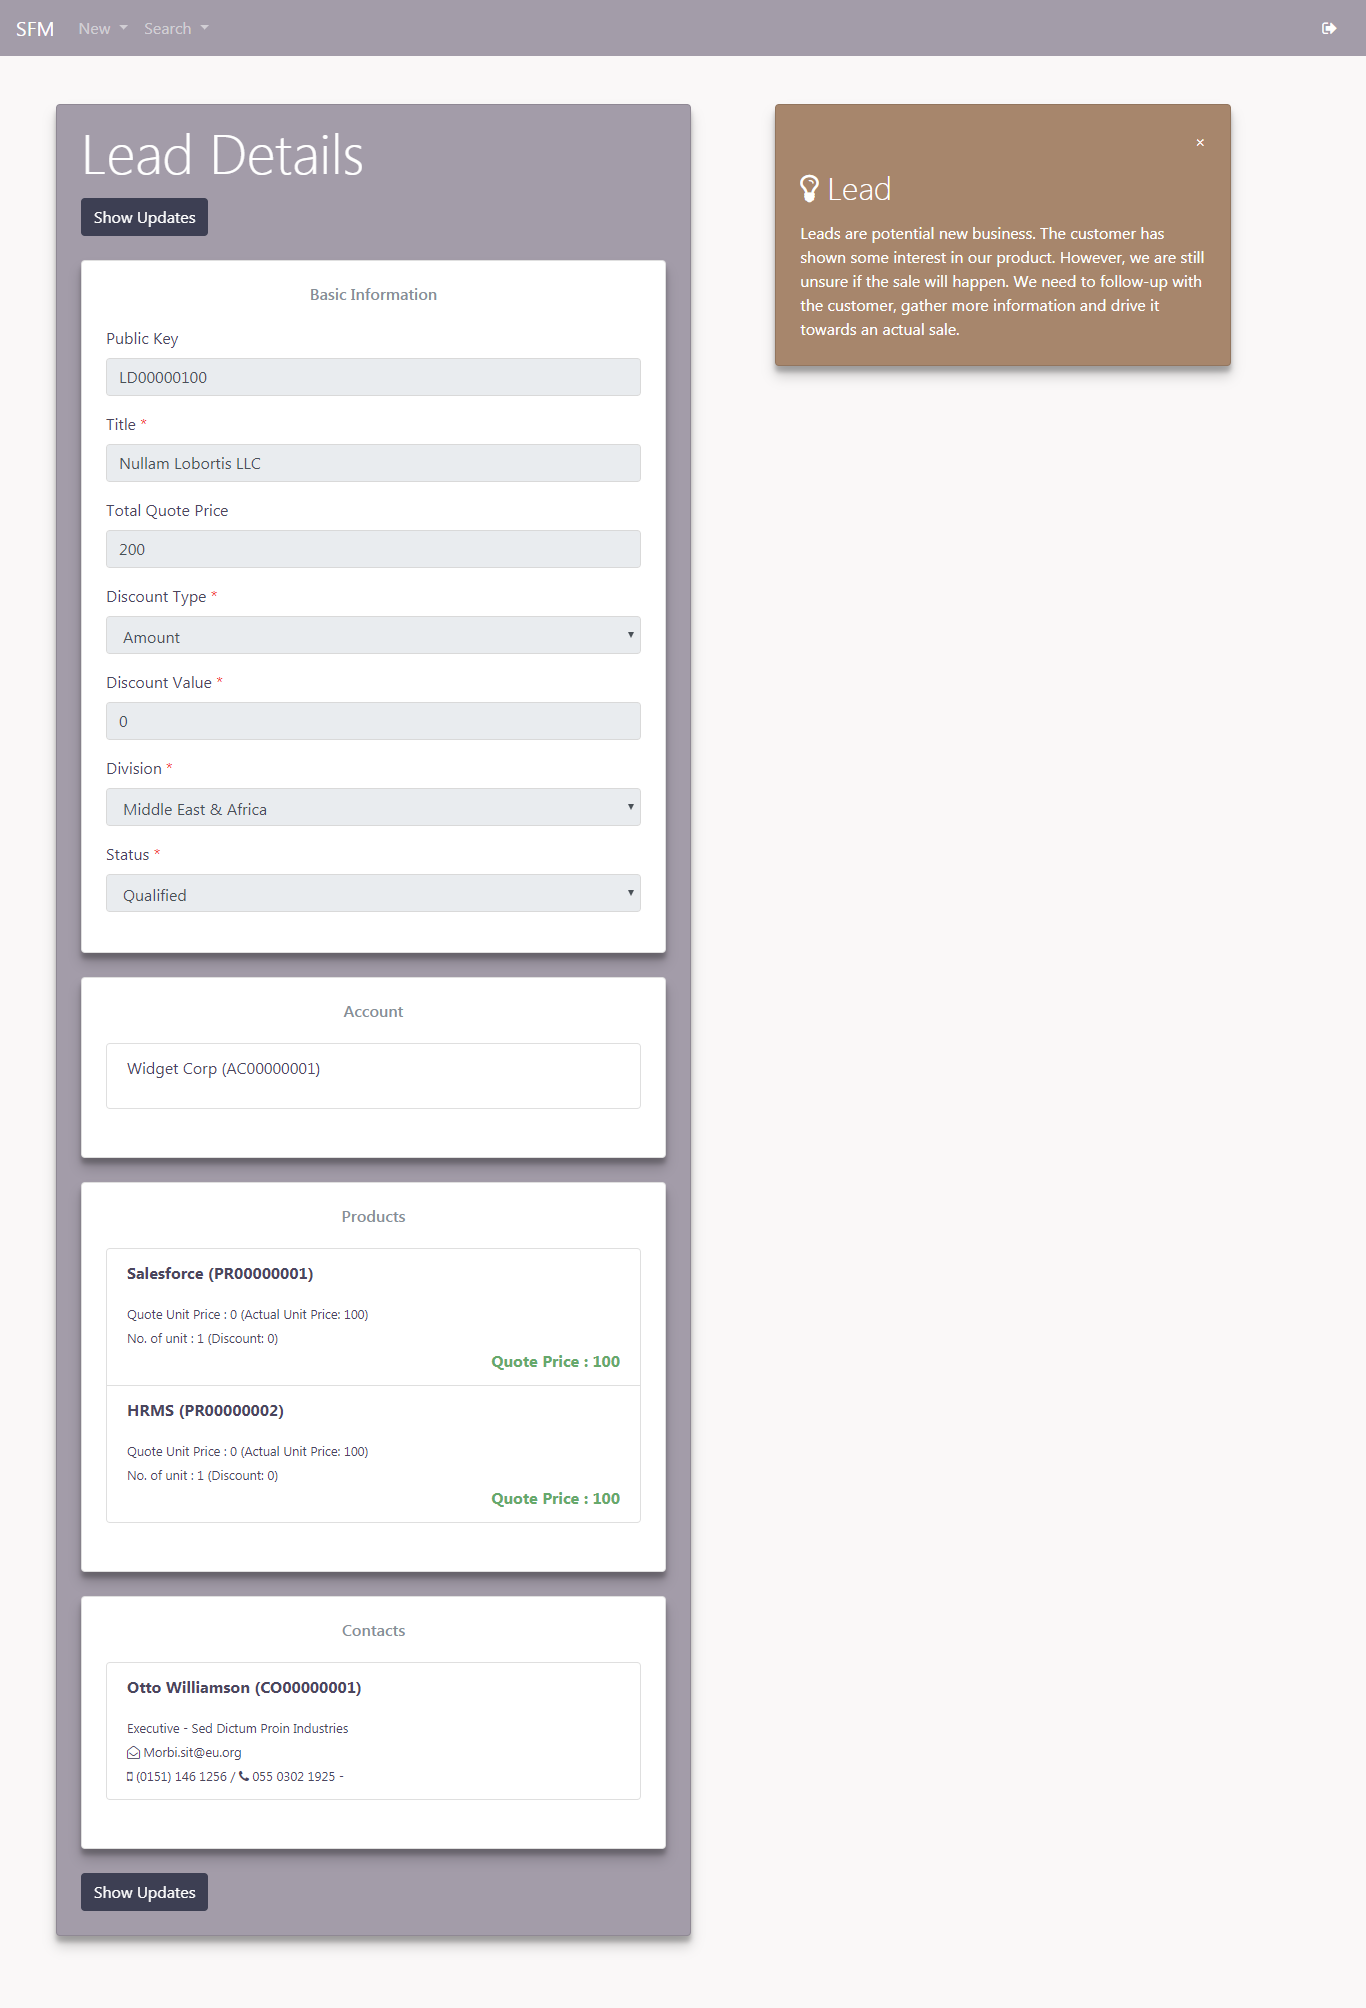 SFM New Search
Lead Details
Show Updates
Basic Information
Public Key
LD00000100
Title *
Nullam Lobortis LLC
Total Quote Price
200
Discount Type *
Amount
Discount Value *
0
Division *
Middle East & Africa
Status *
Qualified
Account
Widget Corp (AC00000001)
Products
Salesforce (PR00000001)
Quote Unit Price : 0 (Actual Unit Price: 100)
No. of unit : 1 (Discount: 0)
Quote Price : 100
HRMS (PR00000002)
Quote Unit Price : 0 (Actual Unit Price: 100)
No. of unit : 1 (Discount: 0)
Quote Price : 100
Contacts
Otto Williamson (CO00000001)
Executive - Sed Dictum Proin Industries
Morbi.sit@eu.org
(0151) 146 1256 / 055 0302 1925 -
Show Updates
×
Lead
Leads are potential new business. The customer has
shown some interest in our product. However, we are still
unsure if the sale will happen. We need to follow-up with
the customer, gather more information and drive it
towards an actual sale.